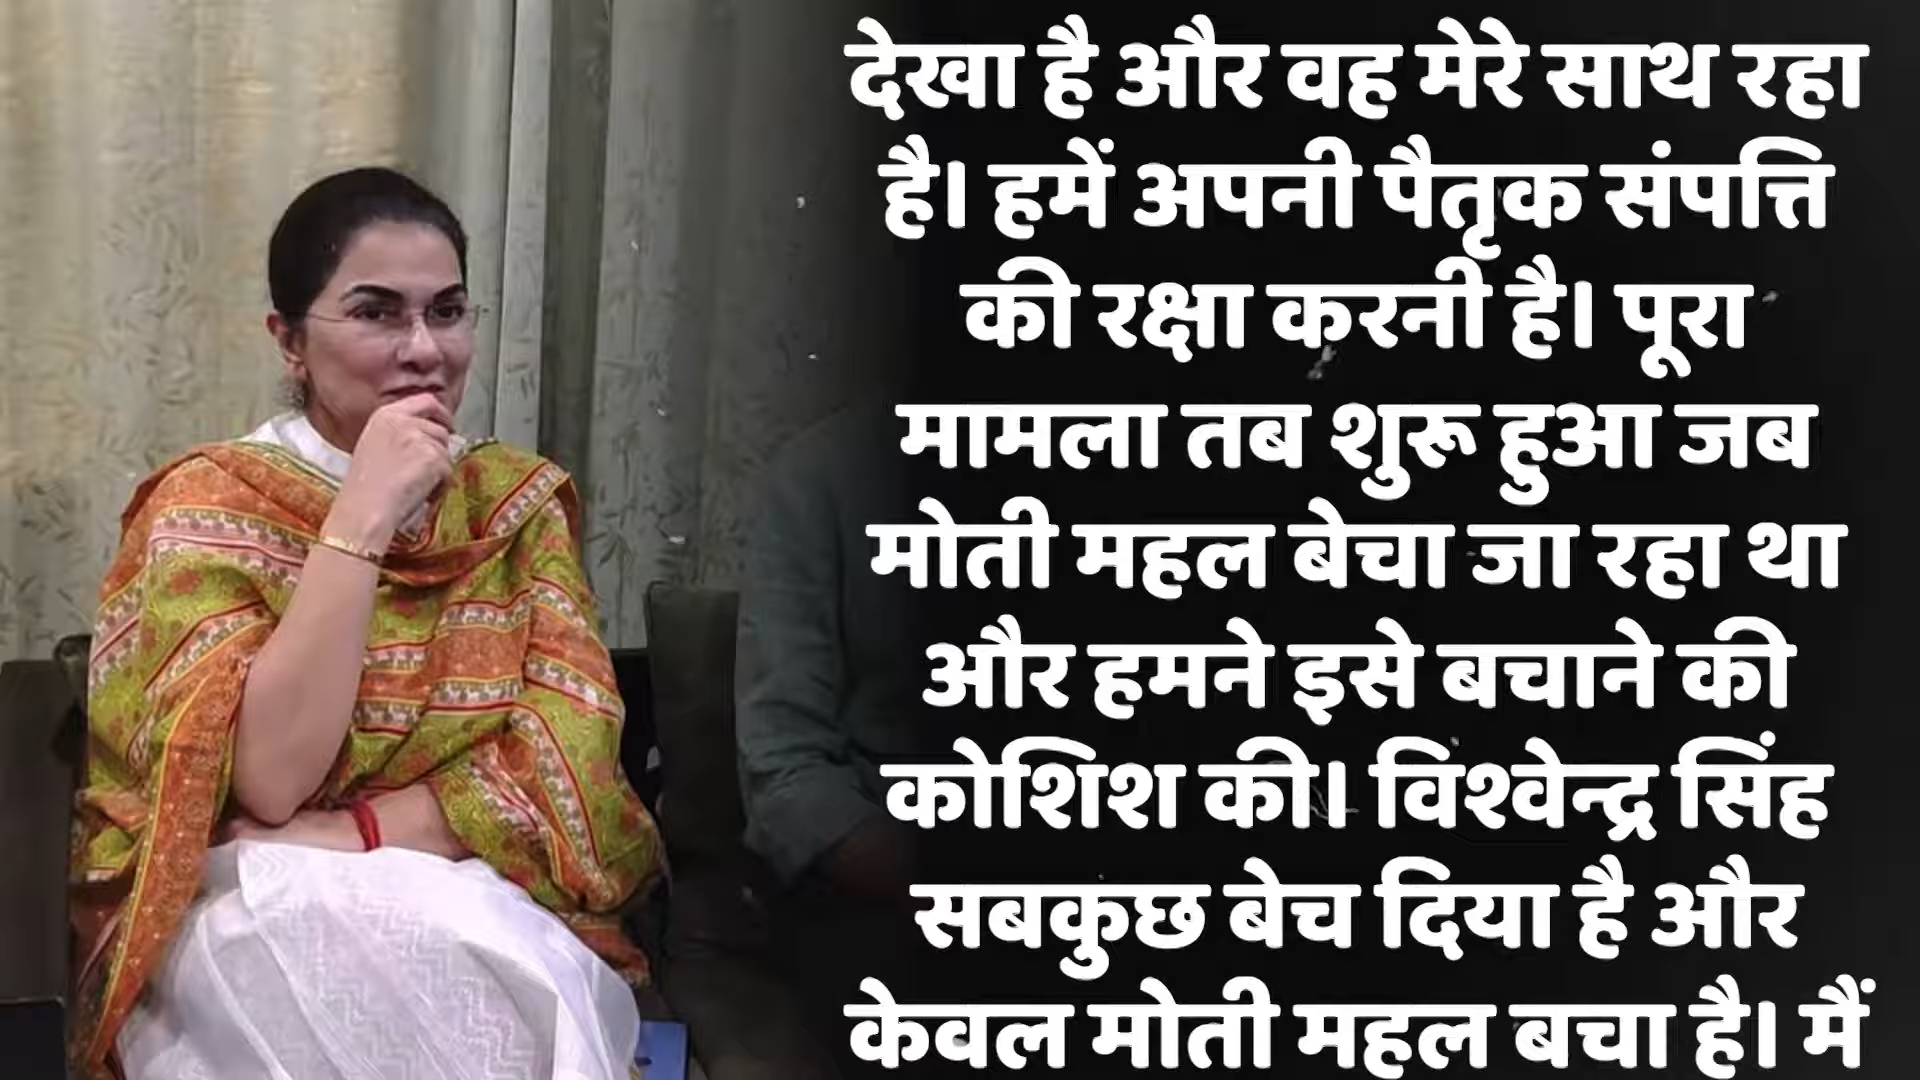 देखा है और वह मेरे साथ रहा
है। हमें अपनी पैतृक संपत्ति
की रक्षा करनी है। पूरा
मामला तब शुरू हुआ जब
मोती महल बेचा जा रहा था
और हमने इसे बचाने की
कोशिश की। विश्वेन्द्र सिंह
सबकुछ बेच दिया है और
केवल मोती महल बचा है। मैं